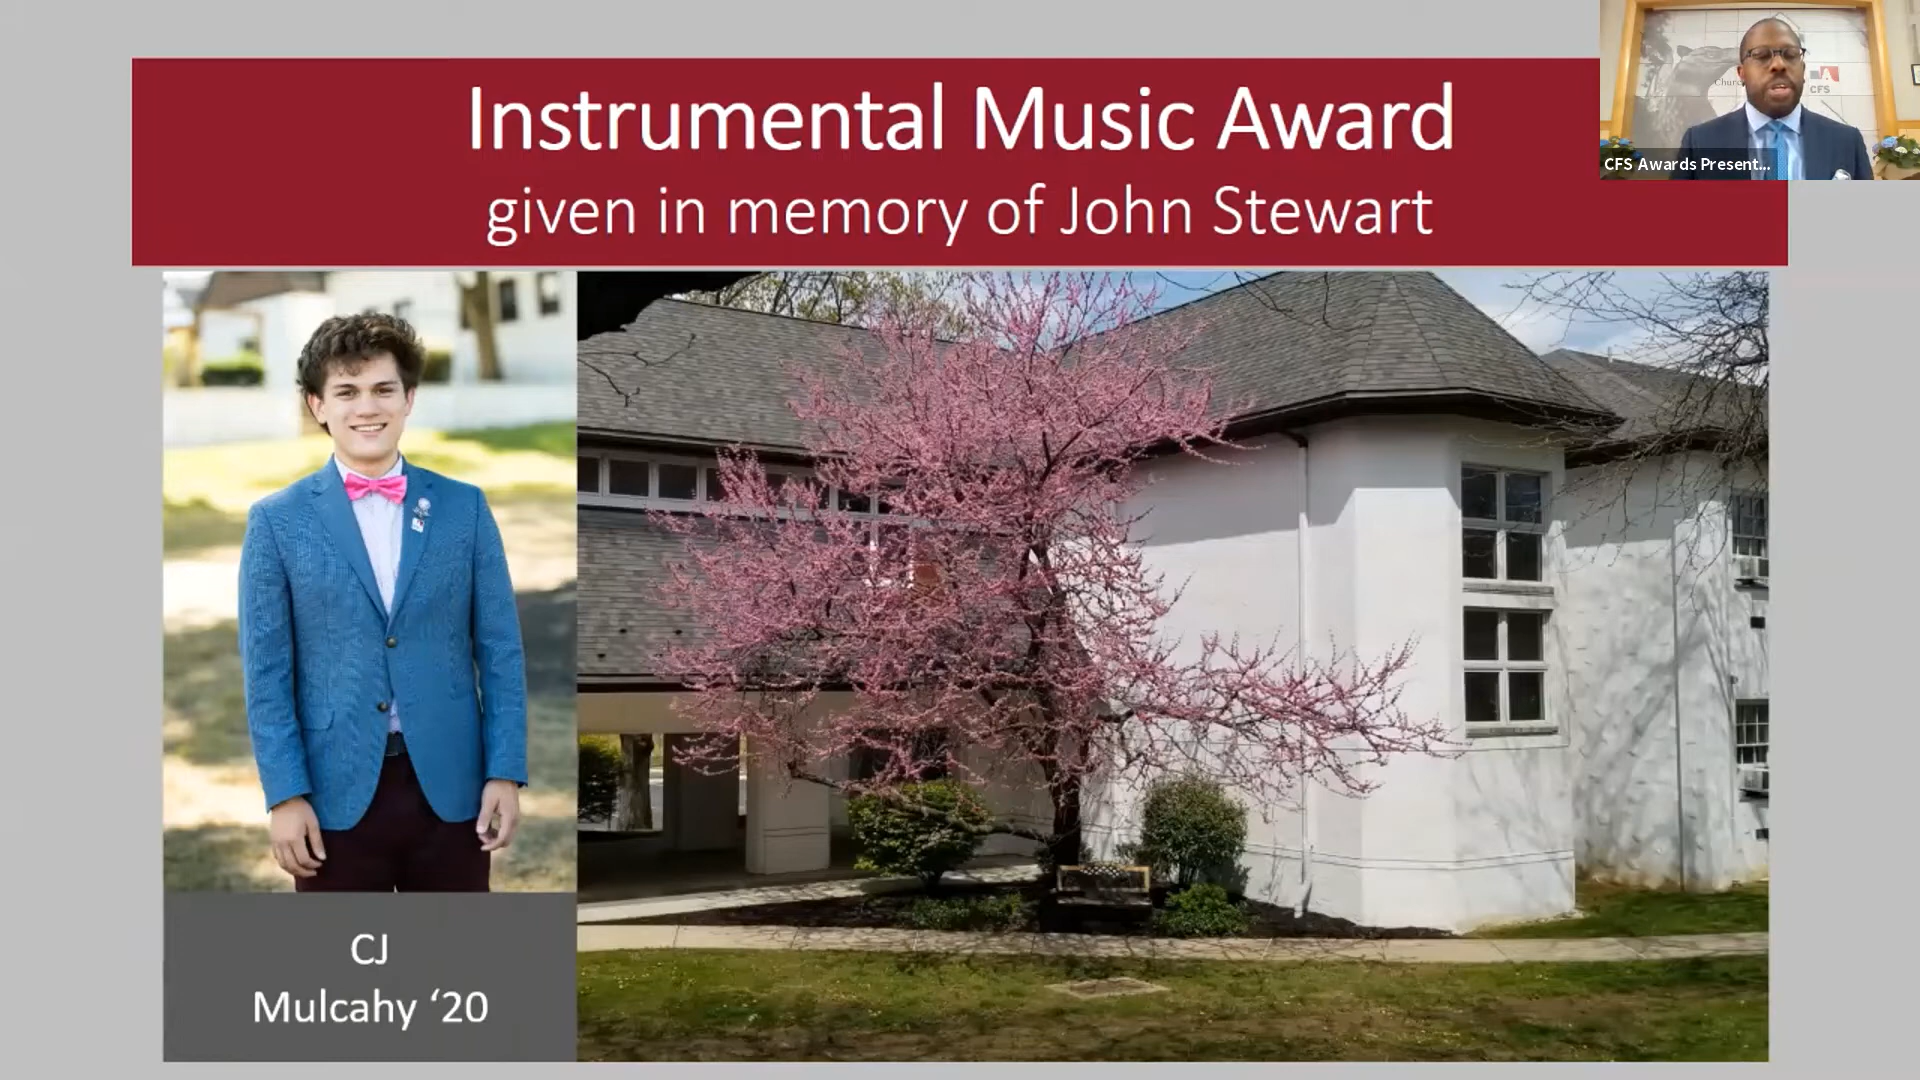 Instrumental Music Award
given in memory of John Stewart
CFS
CFS Awards Present...
CJ
Mulcahy ‘20